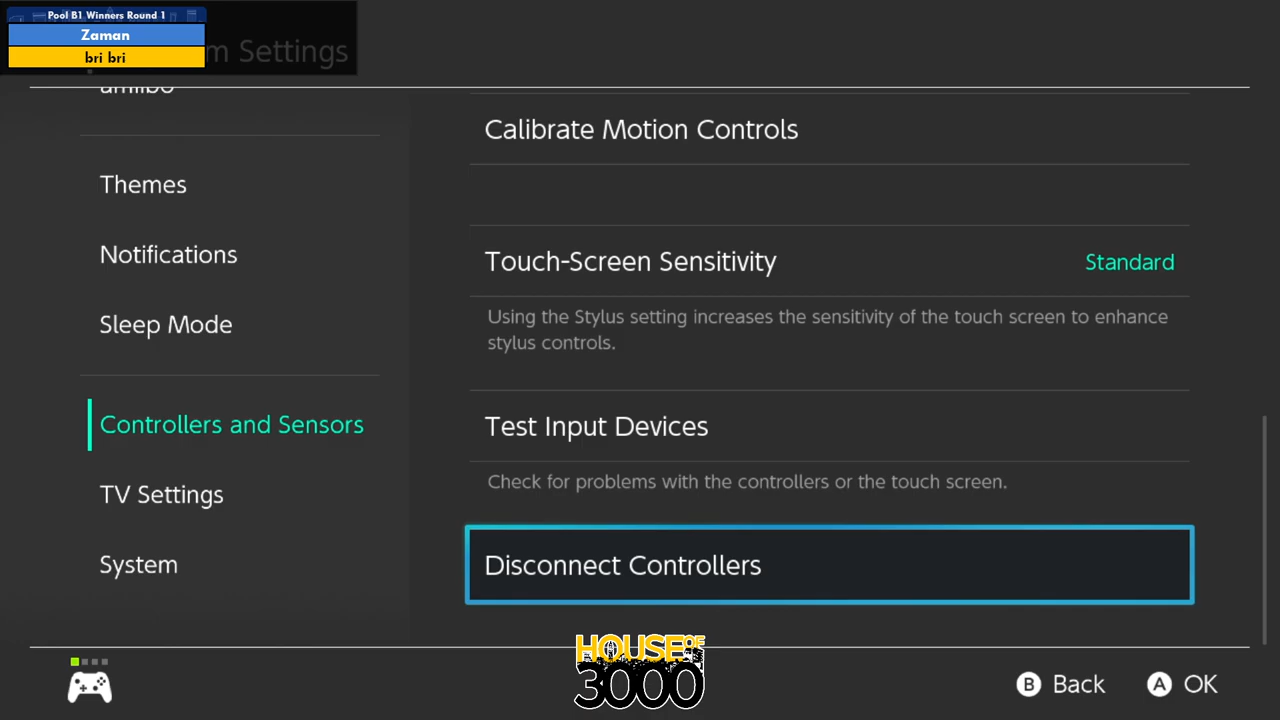 Pool B1 Winners Round 1
Zaman
bri bri
m Settings
amiibo
Themes
Notifications
Sleep Mode
Controllers and Sensors
TV Settings
System
Calibrate Motion Controls
Touch-Screen Sensitivity Standard
Using the Stylus setting increases the sensitivity of the touch screen to enhance
stylus controls.
Test Input Devices
Check for problems with the controllers or the touch screen.
Disconnect Controllers
HOUSE OF
3000
B Back A OK